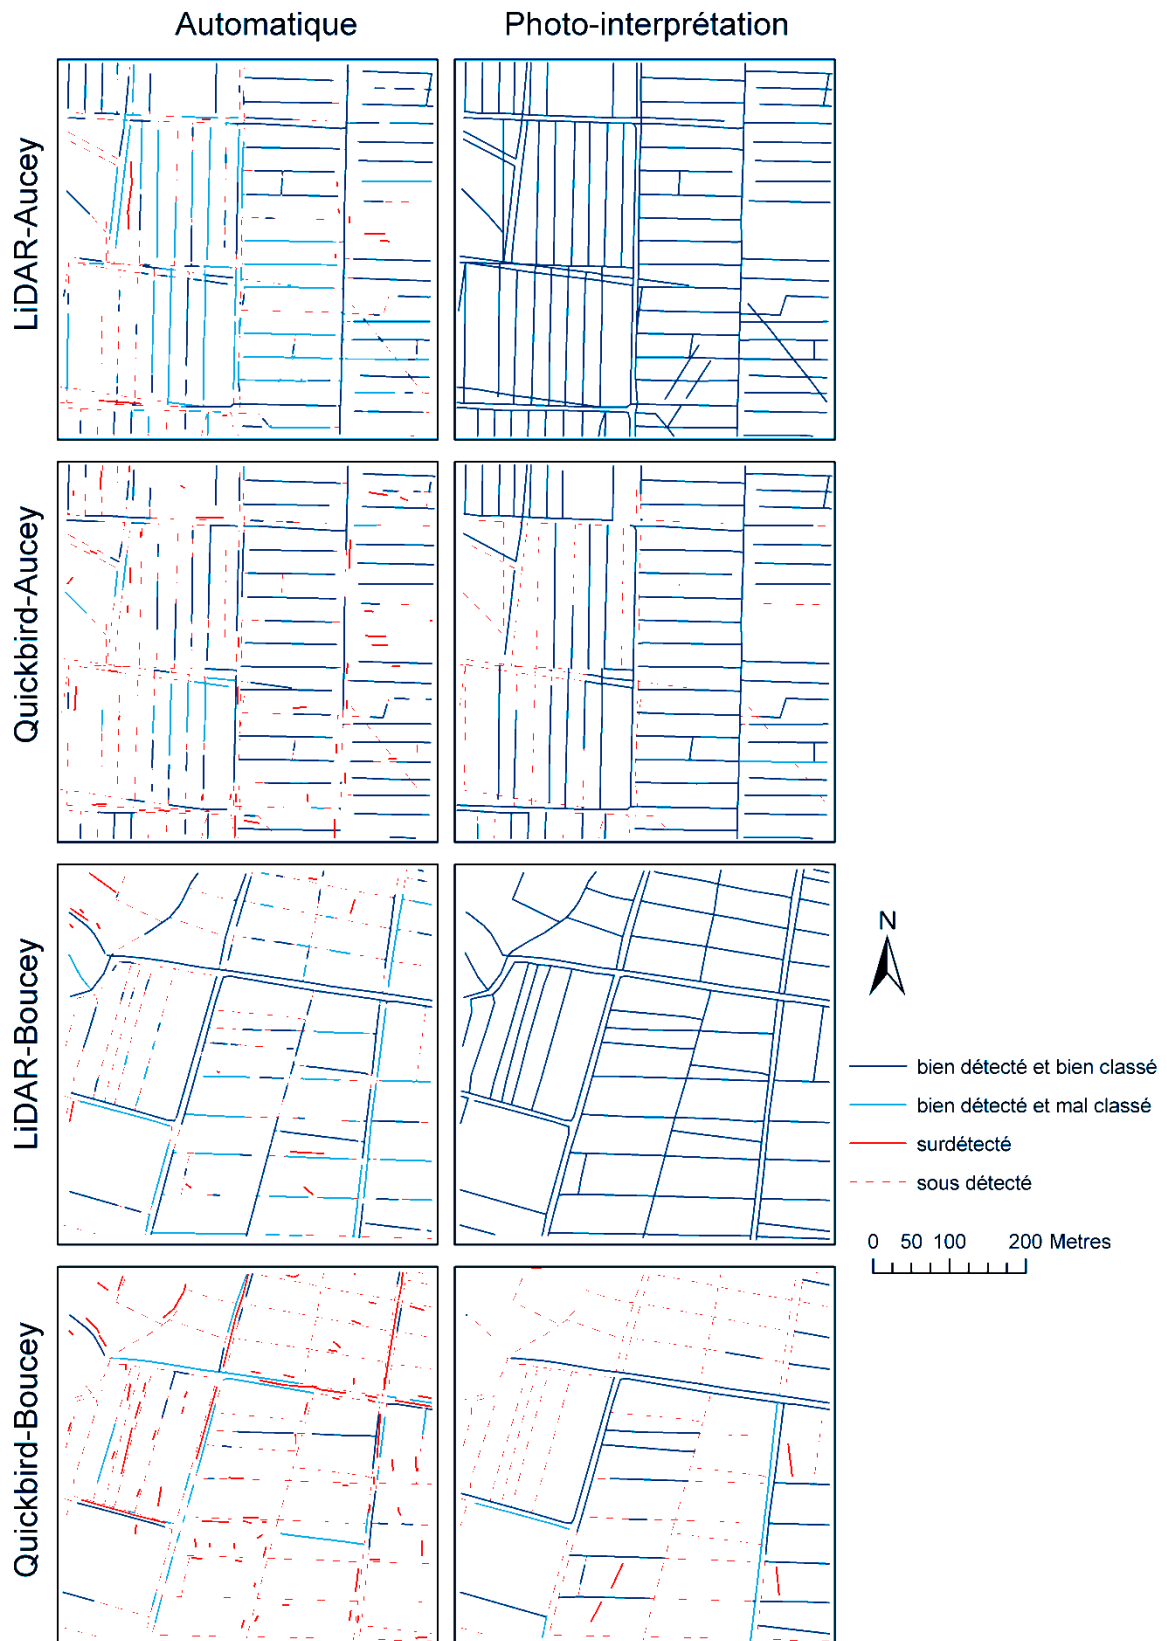 Automatique
Photo-interprétation
LiDAR-Aucey
Quickbird-Aucey
LiDAR-Boucey
Quickbird-Boucey
N
bien détecté et bien classé
bien détecté et mal classé
surdétecté
sous détecté
0 50 100 200 Metres